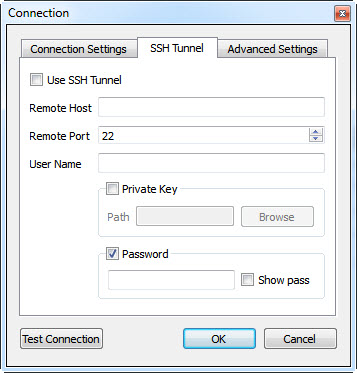 Connection
Connection Settings SSH Tunnel Advanced Settings
Use SSH Tunnel
Remote Host
Remote Port 22
User Name
Private Key
Path Browse
Password
Show pass
Test Connection OK Cancel